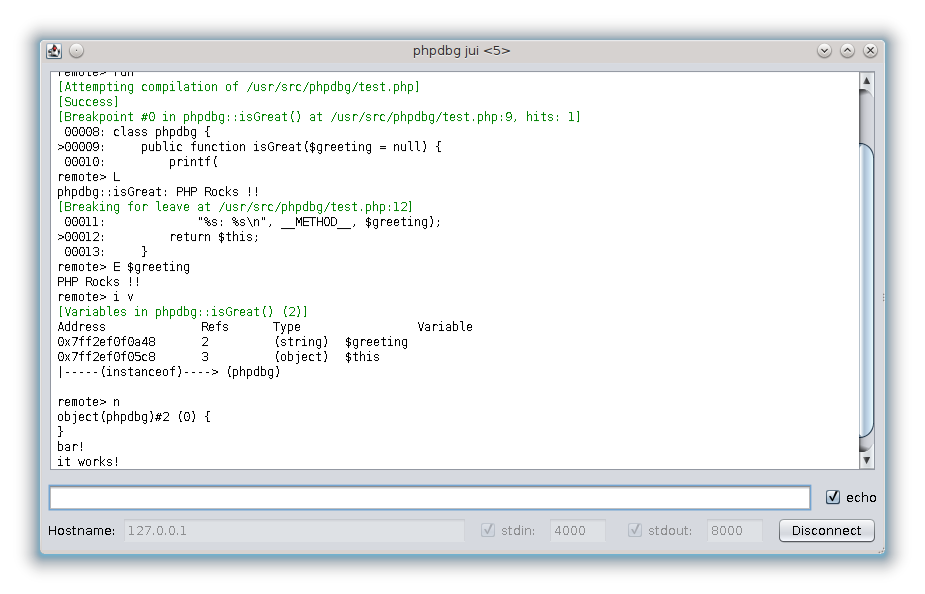 phpdbg jui <5>
remote> run
[Attempting compilation of /usr/src/phpdbg/test.php]
[Success]
[Breakpoint #0 in phpdbg::isGreat() at /usr/src/phpdbg/test.php:9, hits: 1]
 00008: class phpdbg {
>00009:     public function isGreat($greeting = null) {
 00010:         printf(
remote> L
phpdbg::isGreat: PHP Rocks !!
[Breaking for leave at /usr/src/phpdbg/test.php:12]
 00011:             "%s: %s\n", __METHOD__, $greeting);
>00012:         return $this;
 00013:     }
remote> E $greeting
PHP Rocks !!
remote> i v
[Variables in phpdbg::isGreat() (2)]
Address            Refs      Type                    Variable
0x7ff2ef0f0a48     2         (string)   $greeting
0x7ff2ef0f05c8     3         (object)   $this
|-----(instanceof)----> (phpdbg)
remote> n
object(phpdbg)#2 (0) {
}
bar!
it works!
echo
Hostname: 127.0.0.1 stdin: 4000 stdout: 8000 Disconnect